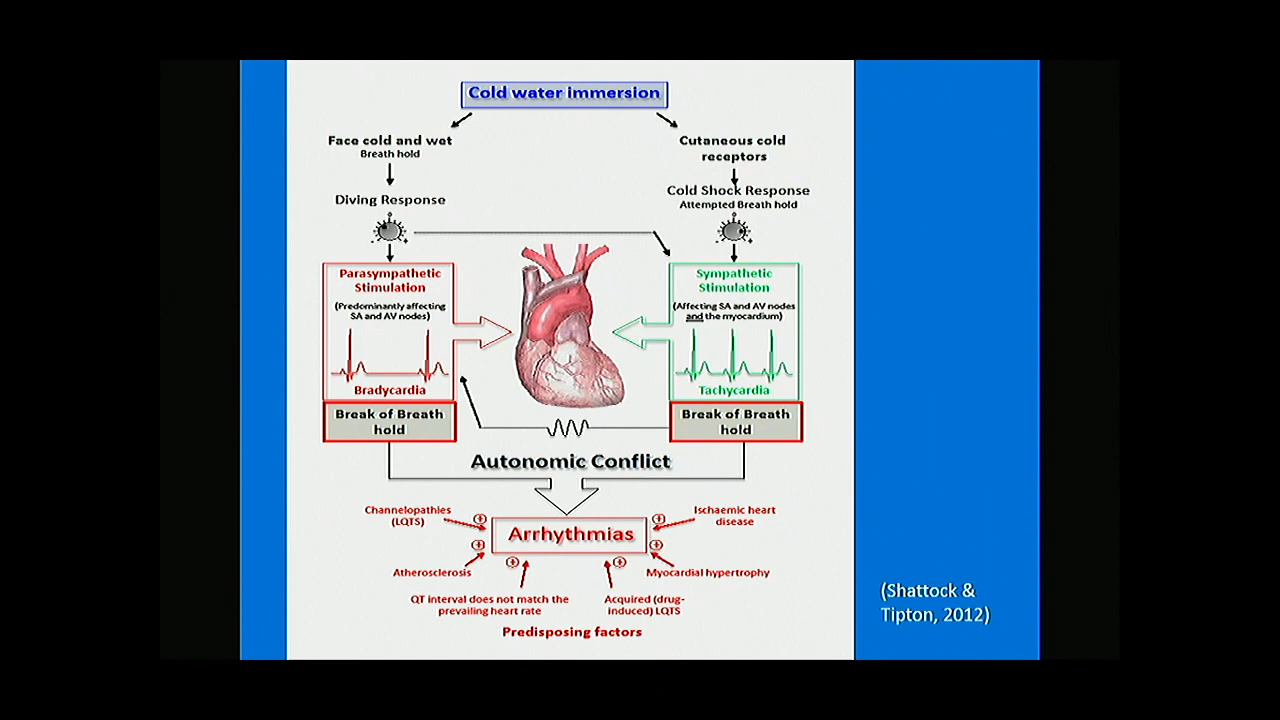 Cold water immersion
Face cold and wet
Breath hold
Cutaneous cold
receptors
Diving Response
Cold Shock Response
Attempted Breath hold
- +
- +
Parasympathetic
Stimulation
(Predominantly affecting
SA and AV nodes)
Bradycardia
Break of Breath
hold
Sympathetic
Stimulation
(Affecting SA and AV nodes
and the myocardium)
Tachycardia
Break of Breath
hold
Autonomic Conflict
Channelopathies
(LQTS)
+
Arrhythmias
+
Ischaemic heart
disease
+
+
Atherosclerosis
+
+
Myocardial hypertrophy
QT interval does not match the
prevailing heart rate
Acquired (drug-
induced) LQTS
Predisposing factors
(Shattock &
Tipton, 2012)